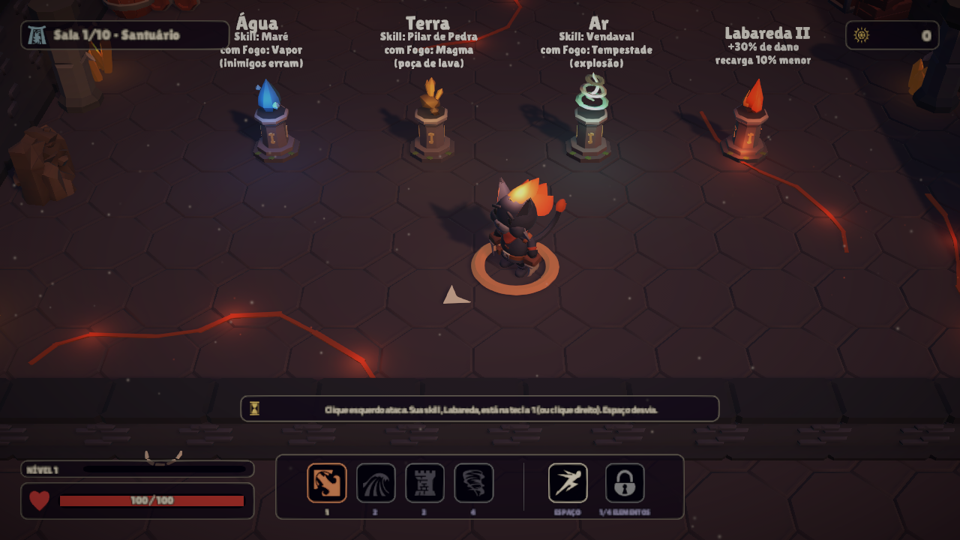 Sala 1/10 - Santuário
Água
Skill: Maré
com Fogo: Vapor
(inimigos erram)
Terra
Skill: Pilar de Pedra
com Fogo: Magma
(poça de lava)
Ar
Skill: Vendaval
com Fogo: Tempestade
(explosão)
Labareda II
+30% de dano
recarga 10% menor
0
Clique esquerdo ataca. Sua skill, Labareda, está na tecla 1 (ou clique direito). Espaço desvia.
NÍVEL 1
100/100
1
2
3
4
ESPAÇO
1/4 ELEMENTOS